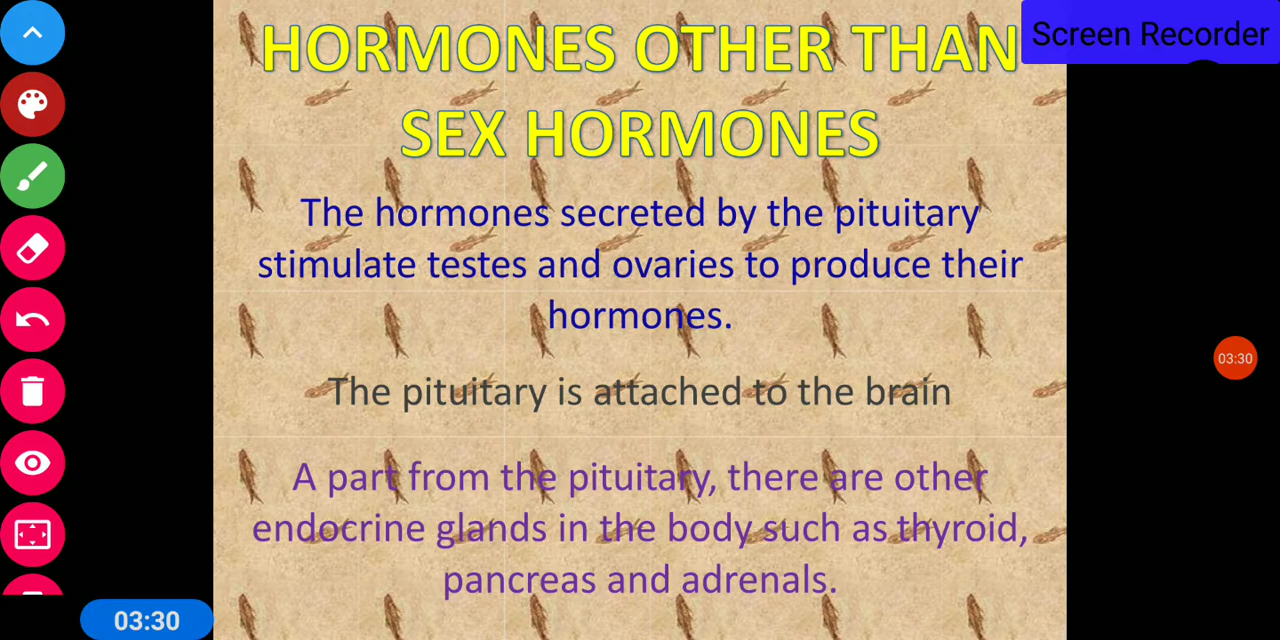 HORMONES OTHER THAN
Screen Recorder
SEX HORMONES
The hormones secreted by the pituitary
stimulate testes and ovaries to produce their
hormones.
03:30
The pituitary is attached to the brain
A part from the pituitary, there are other
endocrine glands in the body such as thyroid,
pancreas and adrenals.
03:30